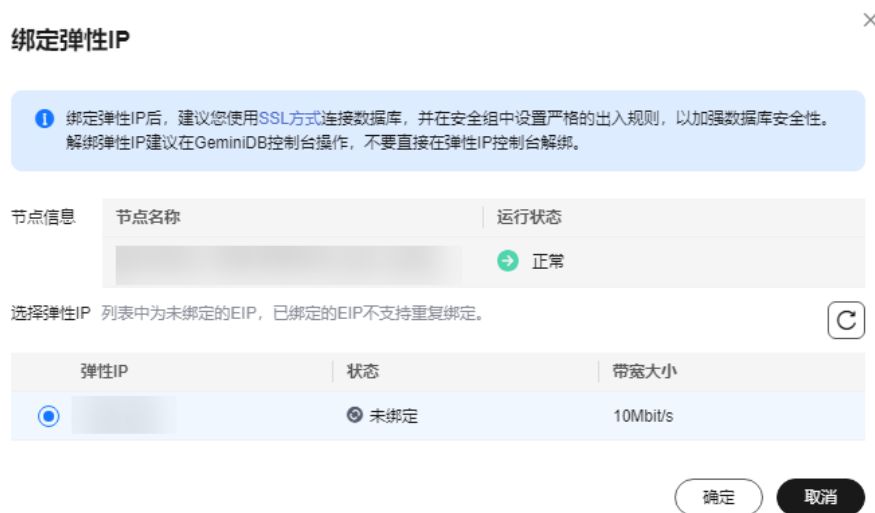 绑定弹性IP
绑定弹性IP后，建议您使用SSL方式连接数据库，并在安全组中设置严格的出入规则，以加强数据库安全性。
解绑弹性IP建议在GeminiDB控制台操作，不要直接在弹性IP控制台解绑。
节点信息 节点名称 运行状态
正常
选择弹性IP 列表中为未绑定的EIP，已绑定的EIP不支持重复绑定。
弹性IP 状态 带宽大小
未绑定 10Mbit/s
确定 取消